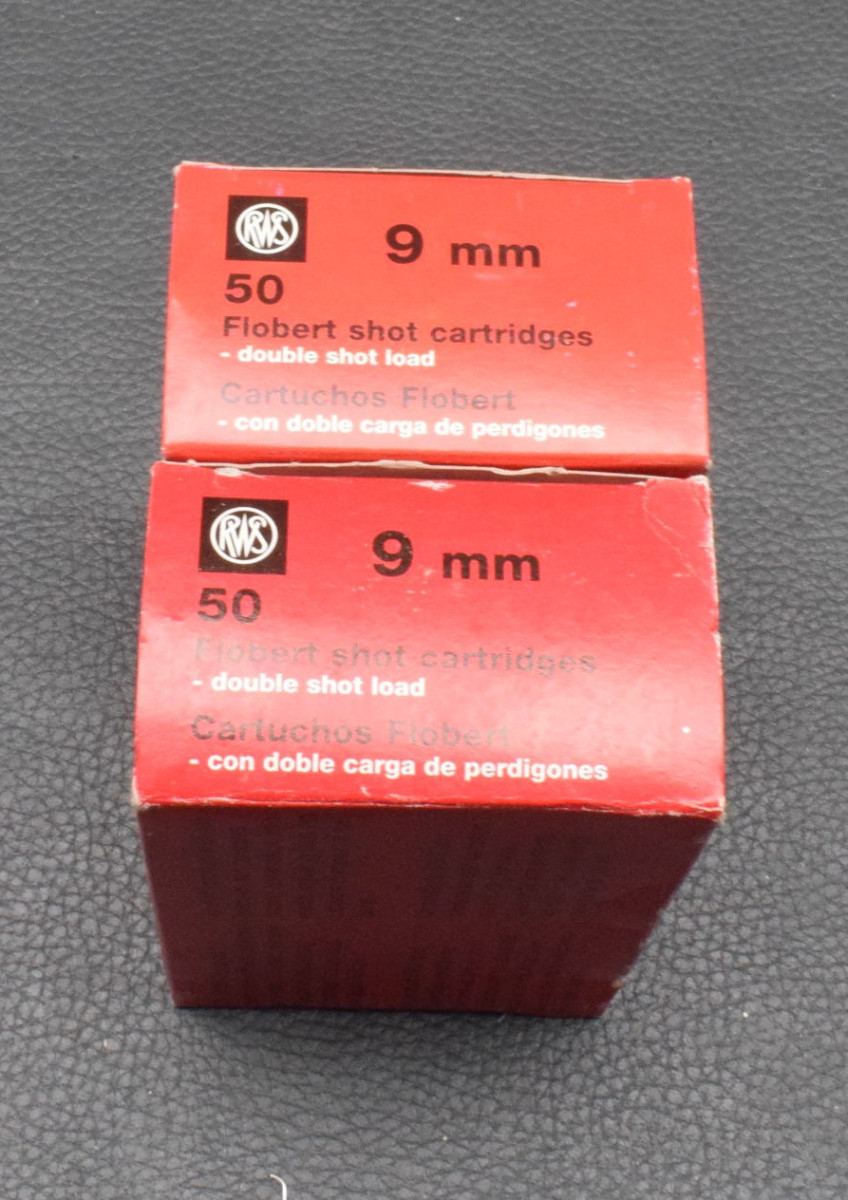 RWS
9 mm
50
Flobert shot cartridges
- double shot load
Cartuchos Flobert
- con doble carga de perdigones
RWS
9 mm
50
Flobert shot cartridges
- double shot load
Cartuchos Flobert
- con doble carga de perdigones